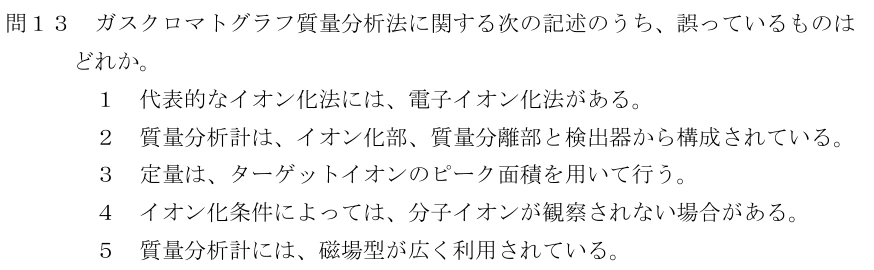 問１３　ガスクロマトグラフ質量分析法に関する次の記述のうち、誤っているものは
どれか。
１　代表的なイオン化法には、電子イオン化法がある。
２　質量分析計は、イオン化部、質量分離部と検出器から構成されている。
３　定量は、ターゲットイオンのピーク面積を用いて行う。
４　イオン化条件によっては、分子イオンが観察されない場合がある。
５　質量分析計には、磁場型が広く利用されている。